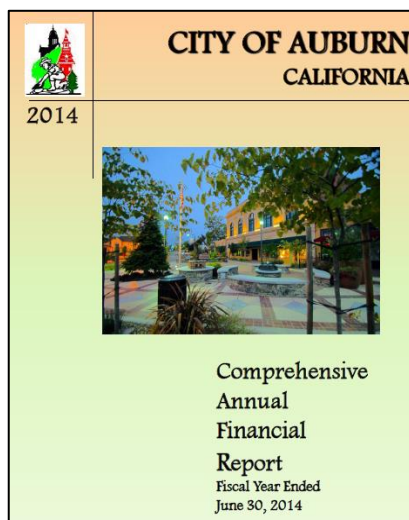 CITY OF AUBURN
CALIFORNIA
2014
Comprehensive
Annual
Financial
Report
Fiscal Year Ended
June 30, 2014